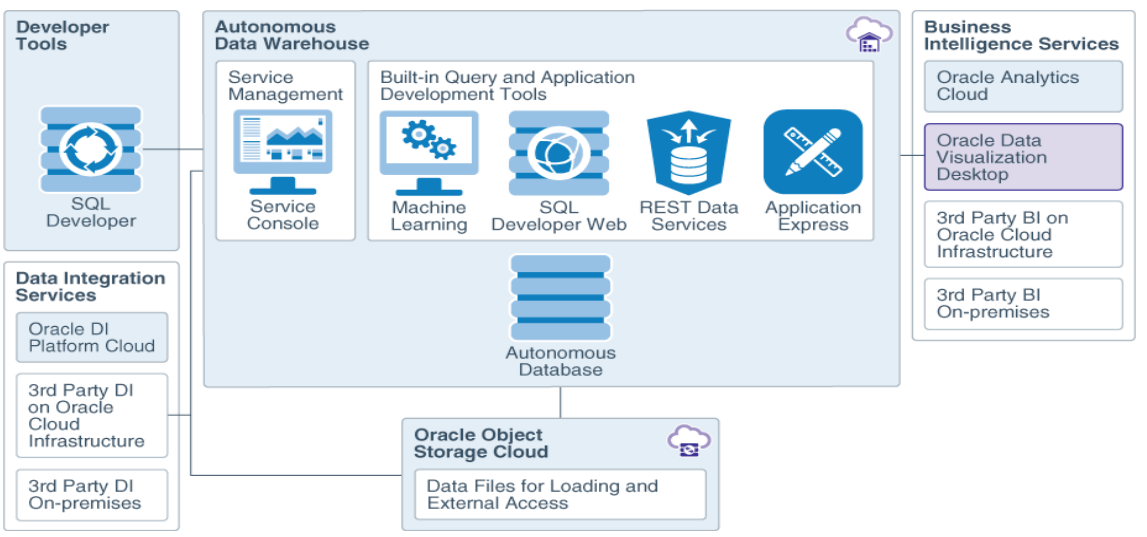 Developer
Tools
SQL
Developer
Data Integration
Services
Oracle DI
Platform Cloud
3rd Party DI
on Oracle
Cloud
Infrastructure
3rd Party DI
On-premises
Autonomous
Data Warehouse
Service
Management
Service
Console
Built-in Query and Application
Development Tools
Machine
Learning
SQL
Developer Web
REST Data
Services
Application
Express
Autonomous
Database
Oracle Object
Storage Cloud
Data Files for Loading and
External Access
Business
Intelligence Services
Oracle Analytics
Cloud
Oracle Data
Visualization
Desktop
3rd Party BI on
Oracle Cloud
Infrastructure
3rd Party BI
On-premises